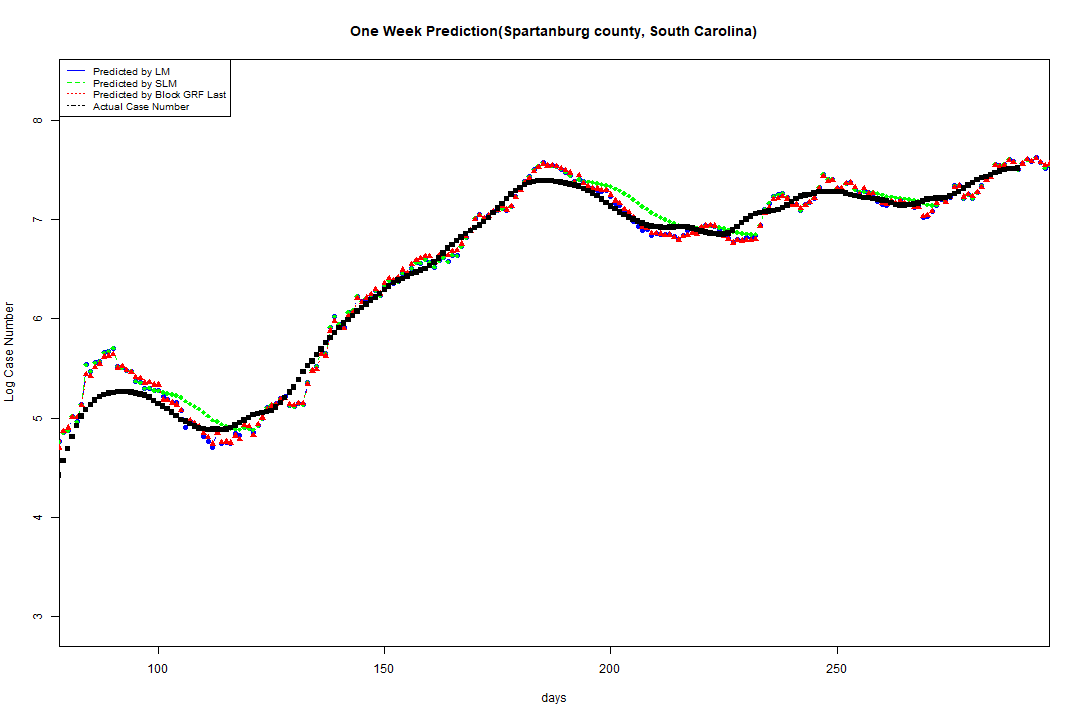 One Week Prediction(Spartanburg county, South Carolina)
Predicted by LM
Predicted by SLM
Predicted by Block GRF Last
Actual Case Number
8
7
6
5
4
3
Log Case Number
100 150 200 250
days